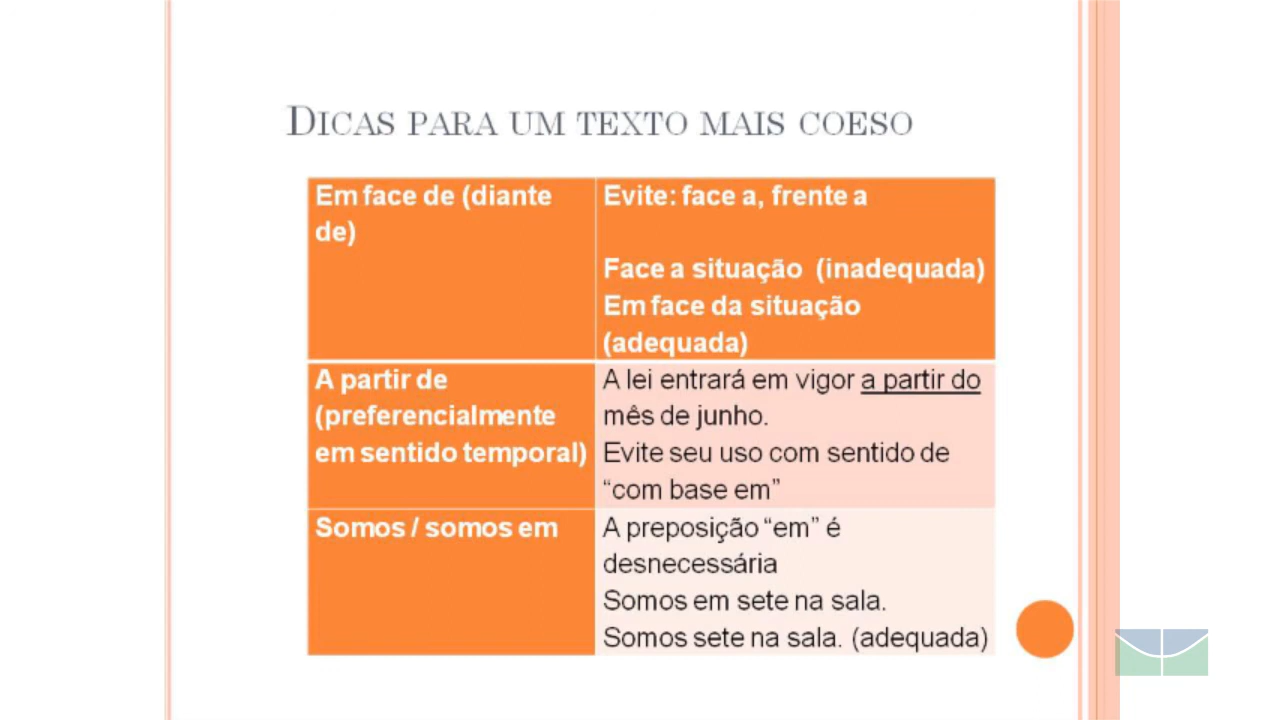 DICAS PARA UM TEXTO MAIS COESO
Em face de (diante
de)
Evite: face a, frente a
Face a situação (inadequada)
Em face da situação
(adequada)
A partir de
(preferencialmente
em sentido temporal)
A lei entrará em vigor a partir do
mês de junho.
Evite seu uso com sentido de
“com base em”
Somos / somos em
A preposição “em” é
desnecessária
Somos em sete na sala.
Somos sete na sala. (adequada)